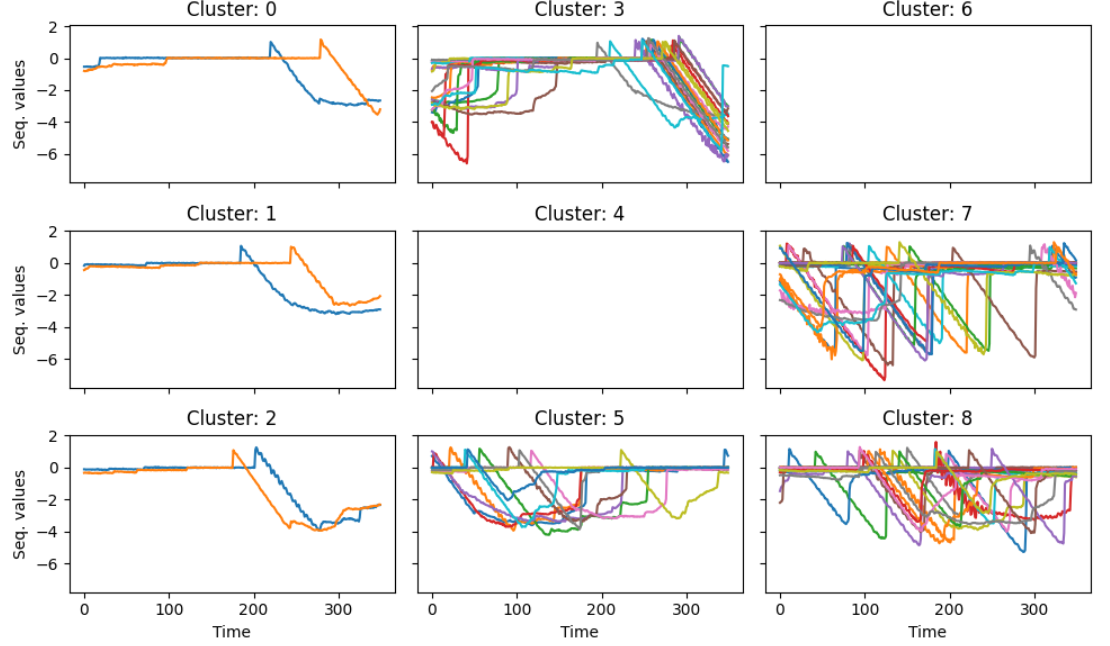 Cluster: 0
Cluster: 3
Cluster: 6
Seq. values
2
0
−2
−4
−6
Cluster: 1
Cluster: 4
Cluster: 7
Seq. values
2
0
−2
−4
−6
Cluster: 2
Cluster: 5
Cluster: 8
Seq. values
2
0
−2
−4
−6
0 100 200 300
0 100 200 300
0 100 200 300
Time
Time
Time